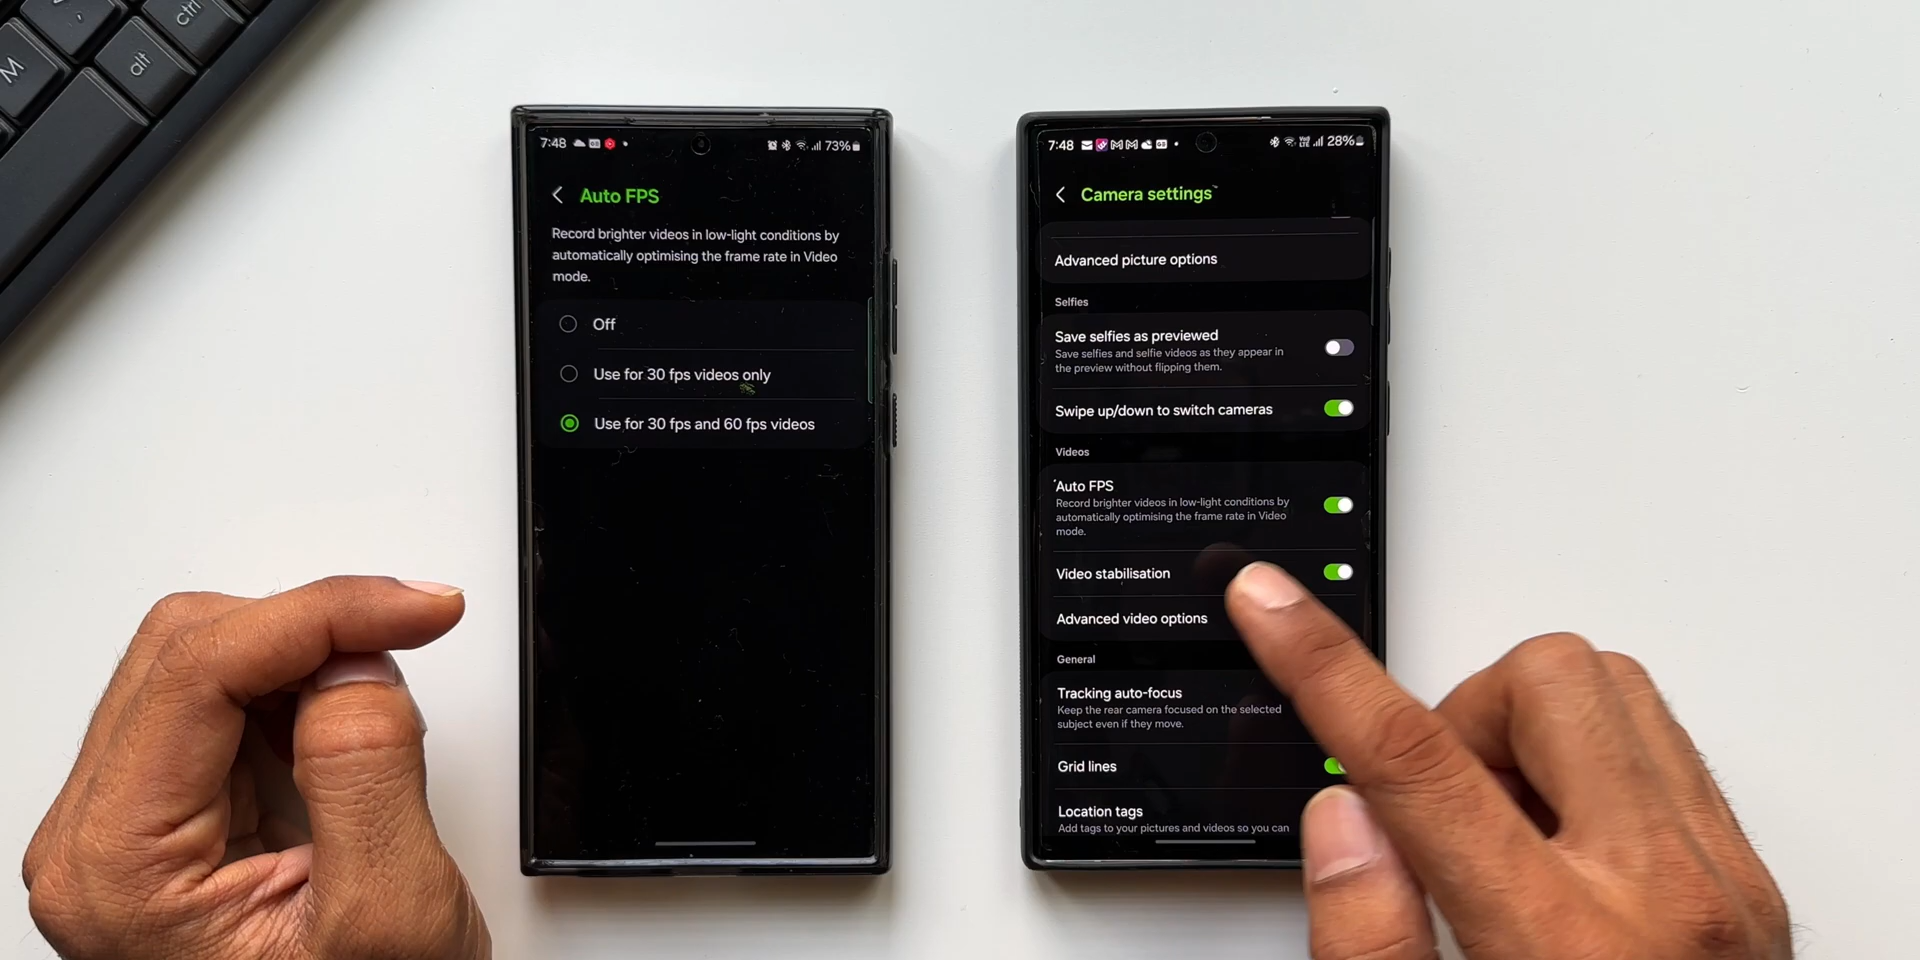 M
alt
ctrl
7:48
73%
Auto FPS
Record brighter videos in low-light conditions by
automatically optimising the frame rate in Video
mode.
Off
Use for 30 fps videos only
Use for 30 fps and 60 fps videos
7:48
28%
Camera settings
Advanced picture options
Selfies
Save selfies as previewed
Save selfies and selfie videos as they appear in
the preview without flipping them.
Swipe up/down to switch cameras
Videos
Auto FPS
Record brighter videos in low-light conditions by
automatically optimising the frame rate in Video
mode.
Video stabilisation
Advanced video options
General
Tracking auto-focus
Keep the rear camera focused on the selected
subject even if they move.
Grid lines
Location tags
Add tags to your pictures and videos so you can